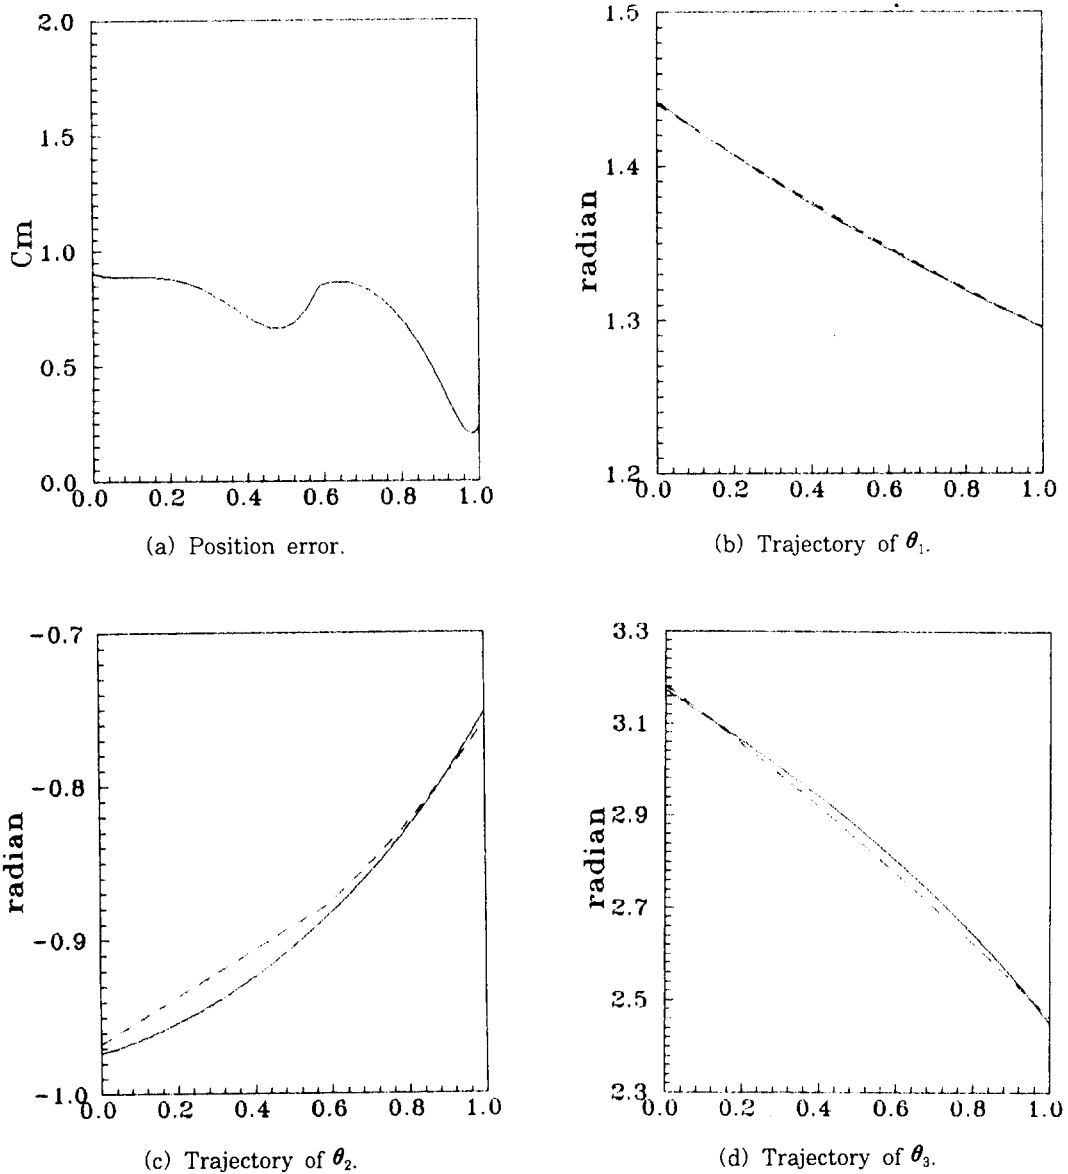 2.0
1.5
1.0
0.5
0.0
Cm
0.0 0.2 0.4 0.6 0.8 1.0
(a) Position error.
1.5
1.4
1.3
1.2
radian
0.0 0.2 0.4 0.6 0.8 1.0
(b) Trajectory of θ₁.
-0.7
-0.8
-0.9
-1.0
radian
0.0 0.2 0.4 0.6 0.8 1.0
(c) Trajectory of θ₂.
3.3
3.1
2.9
2.7
2.5
2.3
radian
0.0 0.2 0.4 0.6 0.8 1.0
(d) Trajectory of θ₃.